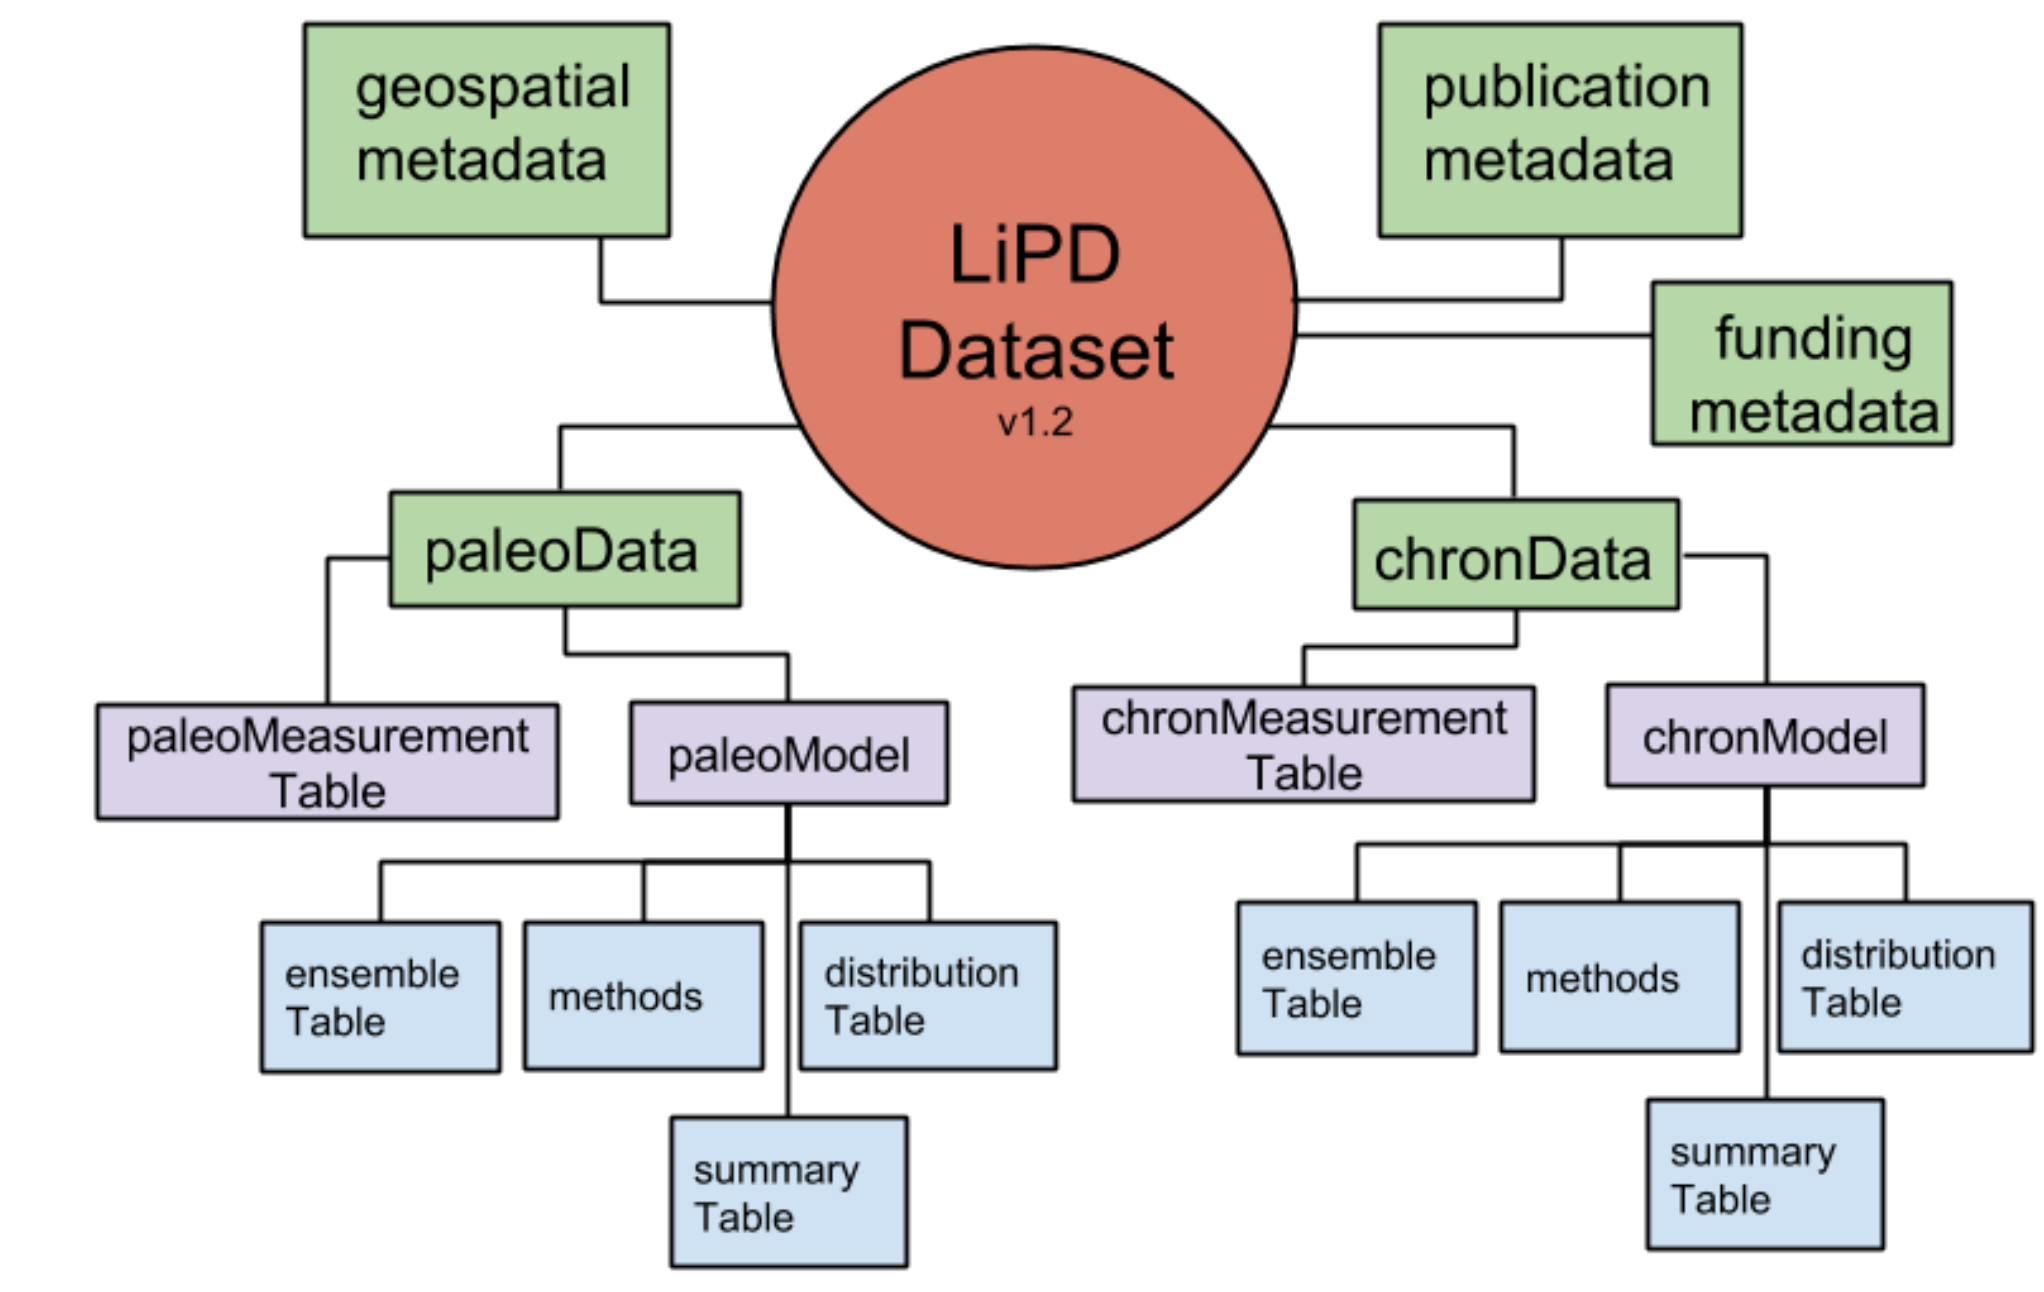 geospatial
metadata
LiPD
Dataset
v1.2
publication
metadata
funding
metadata
paleoData
chronData
paleoMeasurement
Table
paleoModel
chronMeasurement
Table
chronModel
ensemble
Table
methods
distribution
Table
summary
Table
ensemble
Table
methods
distribution
Table
summary
Table